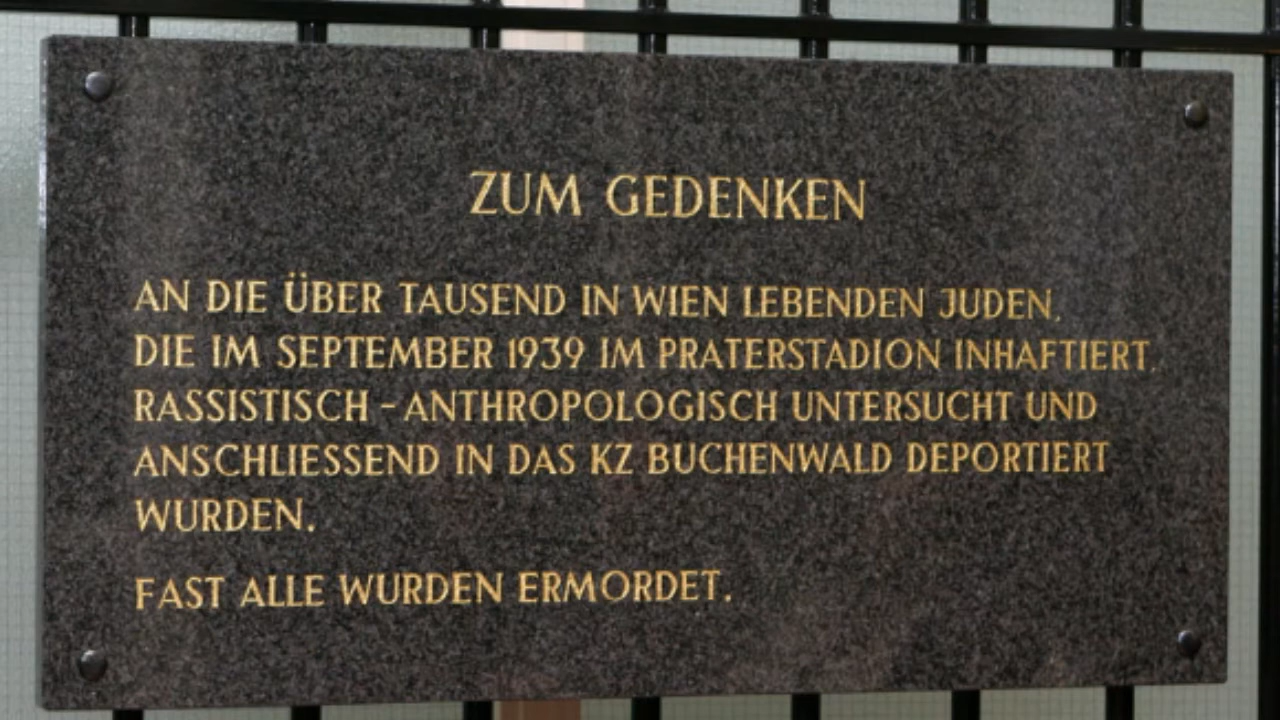 ZUM GEDENKEN
AN DIE ÜBER TAUSEND IN WIEN LEBENDEN JUDEN,
DIE IM SEPTEMBER 1939 IM PRATERSTADION INHAFTIERT,
RASSISTISCH - ANTHROPOLOGISCH UNTERSUCHT UND
ANSCHLIESSEND IN DAS KZ BUCHENWALD DEPORTIERT
WURDEN.
FAST ALLE WURDEN ERMORDET.